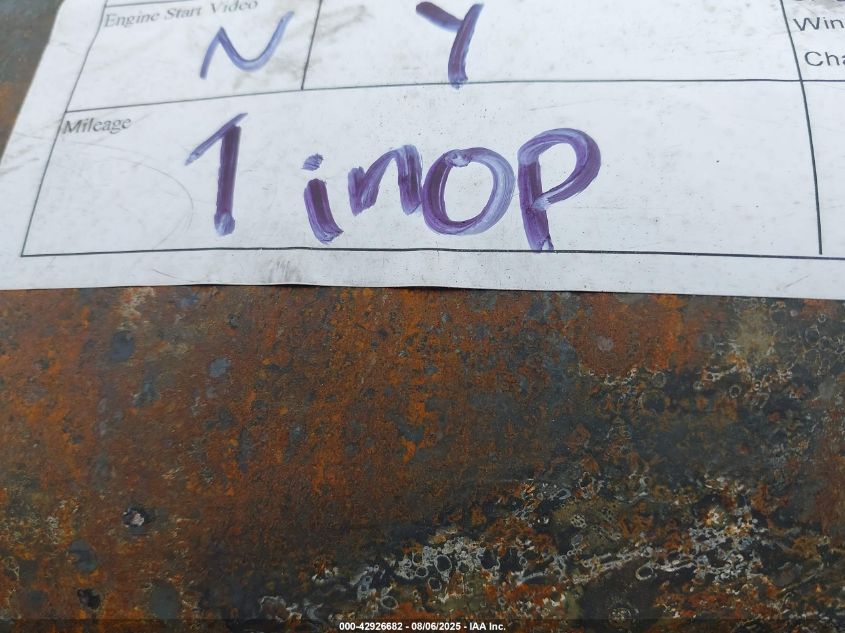 Engine Start Video
N
Y
Win
Cha
Mileage
1 inOP
000-42926682 - 08/06/2025 - IAA Inc.